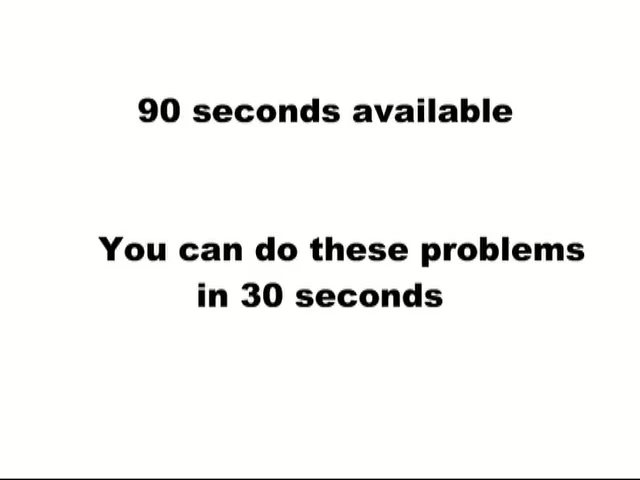 90 seconds available
You can do these problems
in 30 seconds